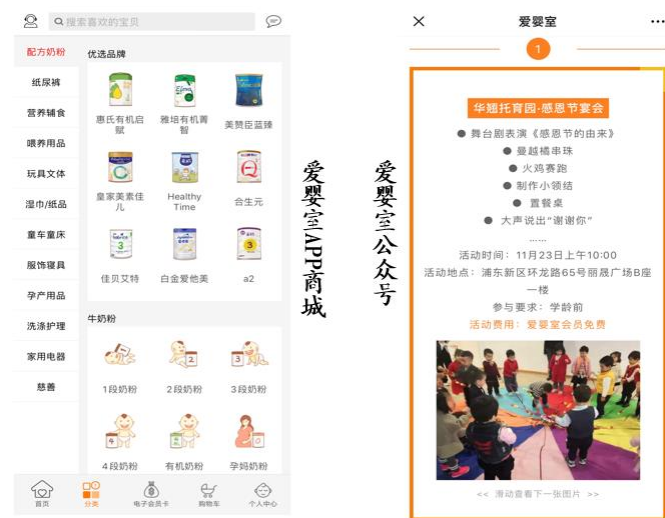 搜索喜欢的宝贝
配方奶粉
纸尿裤
营养辅食
喂养用品
玩具文体
湿巾/纸品
童车童床
服饰寝具
孕产用品
洗涤护理
家用电器
慈善
优选品牌
惠氏有机启赋
雅培有机菁智
美赞臣蓝臻
皇家美素佳儿
Healthy Time
合生元
佳贝艾特
白金爱他美
a2
牛奶粉
1段奶粉
2段奶粉
3段奶粉
4段奶粉
有机奶粉
孕妈奶粉
首页
分类
电子会员卡
购物车
个人中心
爱婴室APP商城
爱婴室公众号
爱婴室
1
华翘托育园-感恩节宴会
● 舞台剧表演《感恩节的由来》
● 曼越橘串珠
● 火鸡赛跑
● 制作小领结
● 置餐桌
● 大声说出“谢谢你”
......
活动时间：11月23日上午10:00
活动地点：浦东新区环龙路65号丽晟广场B座
一楼
参与要求：学龄前
活动费用：爱婴室会员免费
<< 滑动查看下一张图片 >>